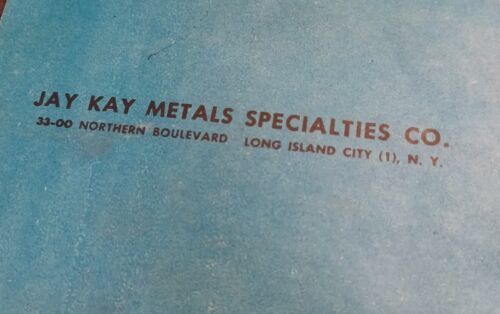 JAY KAY METALS SPECIALTIES CO.
33-00 NORTHERN BOULEVARD LONG ISLAND CITY (1), N. Y.